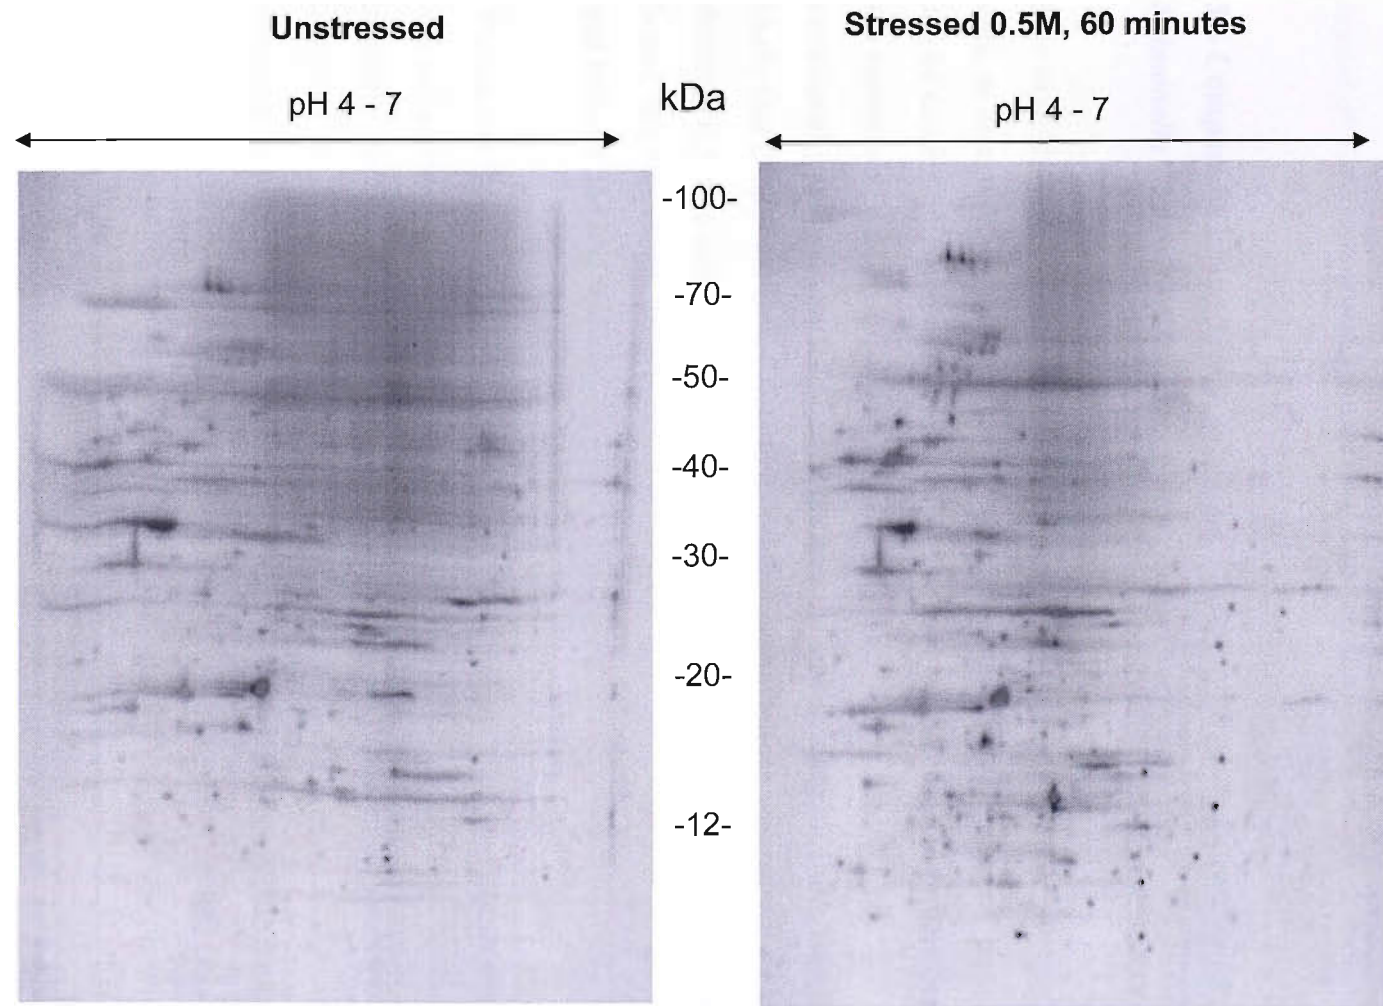 Unstressed
Stressed 0.5M, 60 minutes
pH 4 - 7
kDa
pH 4 - 7
-100-
-70-
-50-
-40-
-30-
-20-
-12-